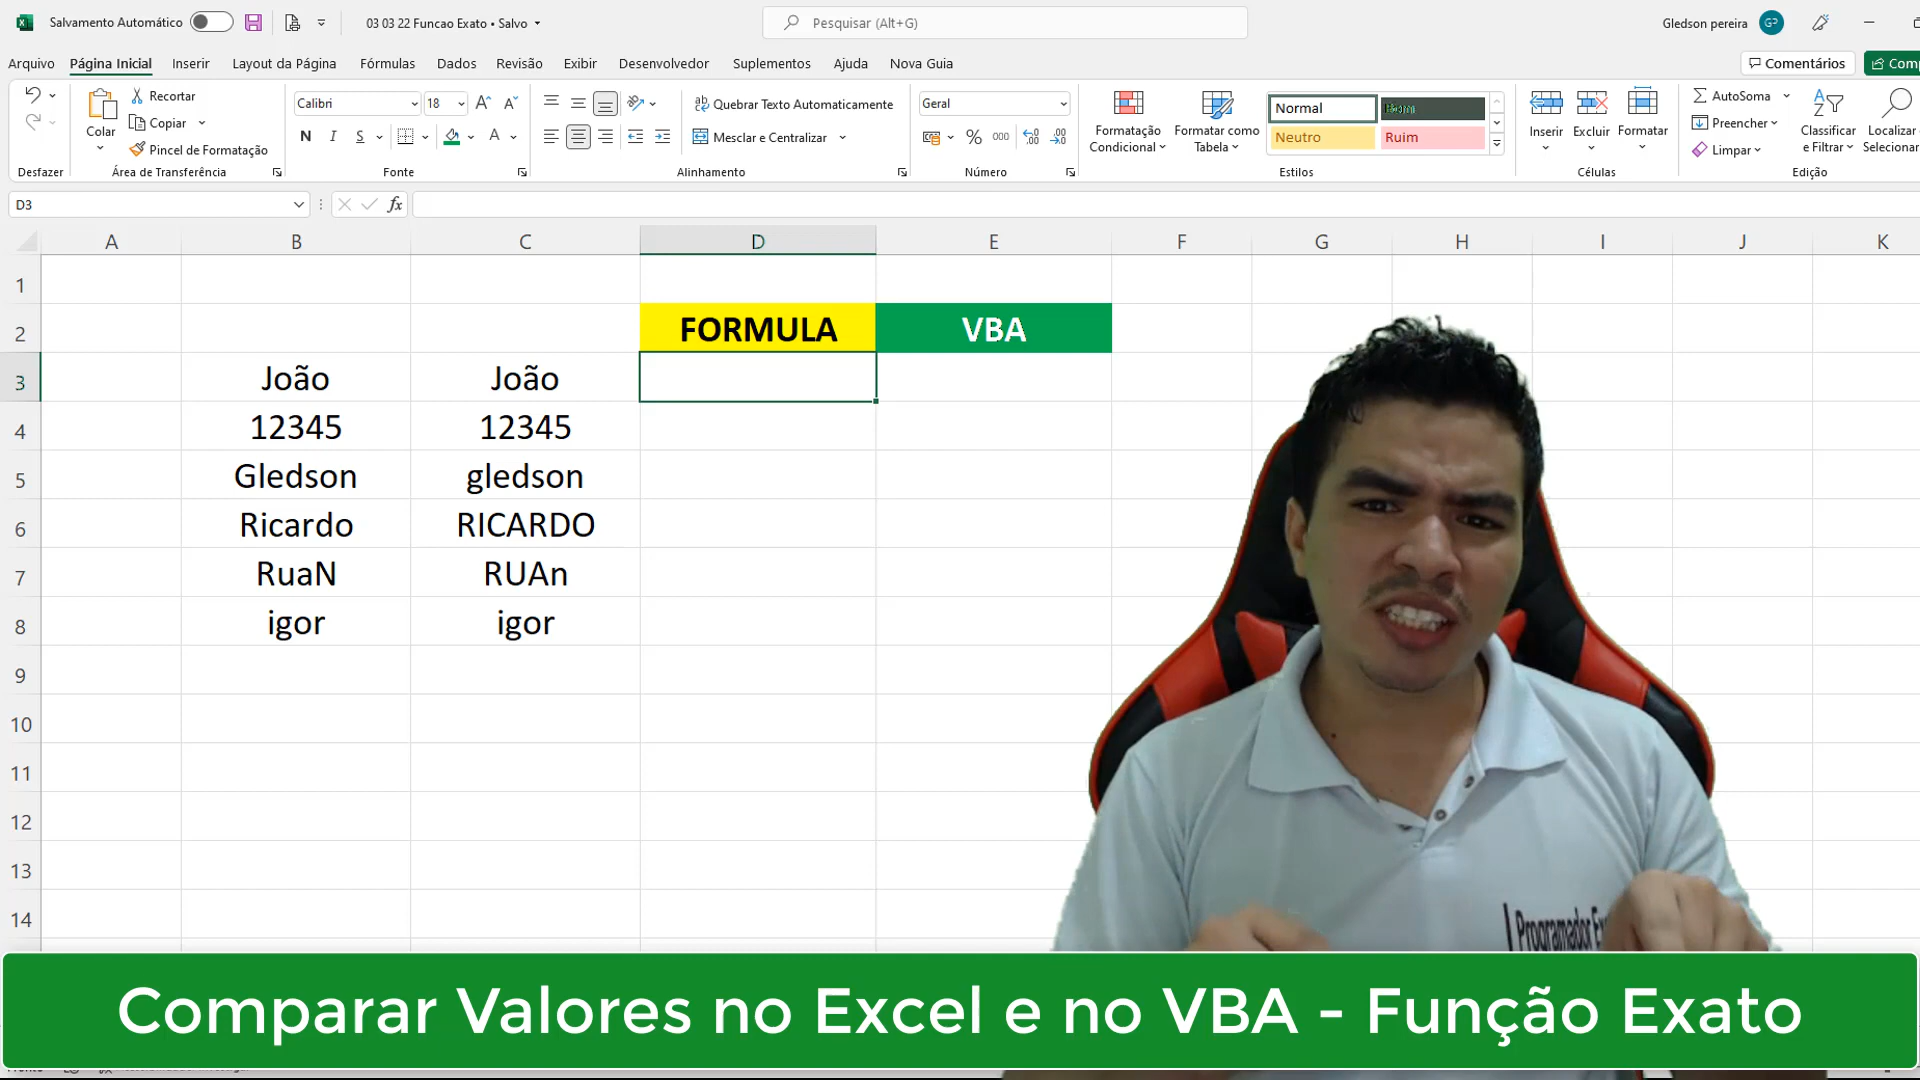 Salvamento Automático
03 03 22 Funcao Exato • Salvo
Pesquisar (Alt+G)
Gledson pereira
GP
Arquivo Página Inicial Inserir Layout da Página Fórmulas Dados Revisão Exibir Desenvolvedor Suplementos Ajuda Nova Guia
Comentários
Recortar
Copiar
Pincel de Formatação
Colar
Calibri 18
N I S
Quebrar Texto Automaticamente
Mesclar e Centralizar
Geral
% 000
Formatação Condicional
Formatar como Tabela
Normal
Bom
Neutro
Ruim
Inserir Excluir Formatar
AutoSoma
Preencher
Limpar
Classificar e Filtrar
Localizar
Selecionar
Desfazer Área de Transferência Fonte Alinhamento Número Estilos Células Edição
D3
fx
A B C D E F G H I J K
1
2 FORMULA VBA
3 João João
4 12345 12345
5 Gledson gledson
6 Ricardo RICARDO
7 RuaN RUAn
8 igor igor
9
10
11
12
13
14
Programador
Comparar Valores no Excel e no VBA - Função Exato